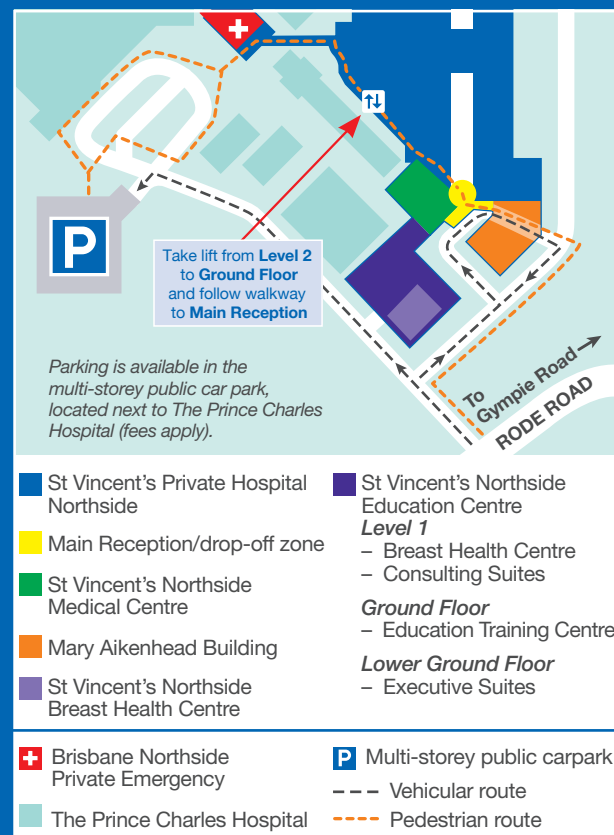 P
Take lift from Level 2
to Ground Floor
and follow walkway
to Main Reception
Parking is available in the
multi-storey public car park,
located next to The Prince Charles
Hospital (fees apply).
To
Gympie Road
RODE ROAD
St Vincent's Private Hospital
Northside
Main Reception/drop-off zone
St Vincent's Northside
Medical Centre
Mary Aikenhead Building
St Vincent's Northside
Breast Health Centre
St Vincent's Northside
Education Centre
Level 1
– Breast Health Centre
– Consulting Suites
Ground Floor
– Education Training Centre
Lower Ground Floor
– Executive Suites
Brisbane Northside
Private Emergency
The Prince Charles Hospital
P Multi-storey public carpark
Vehicular route
Pedestrian route